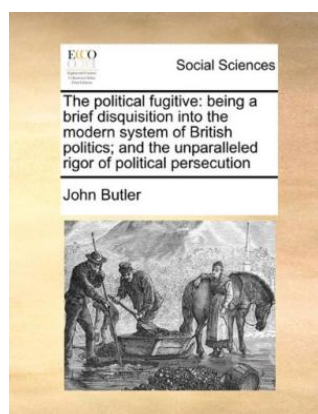 ECCO
Social Sciences
The political fugitive: being a
brief disquisition into the
modern system of British
politics; and the unparalleled
rigor of political persecution
John Butler